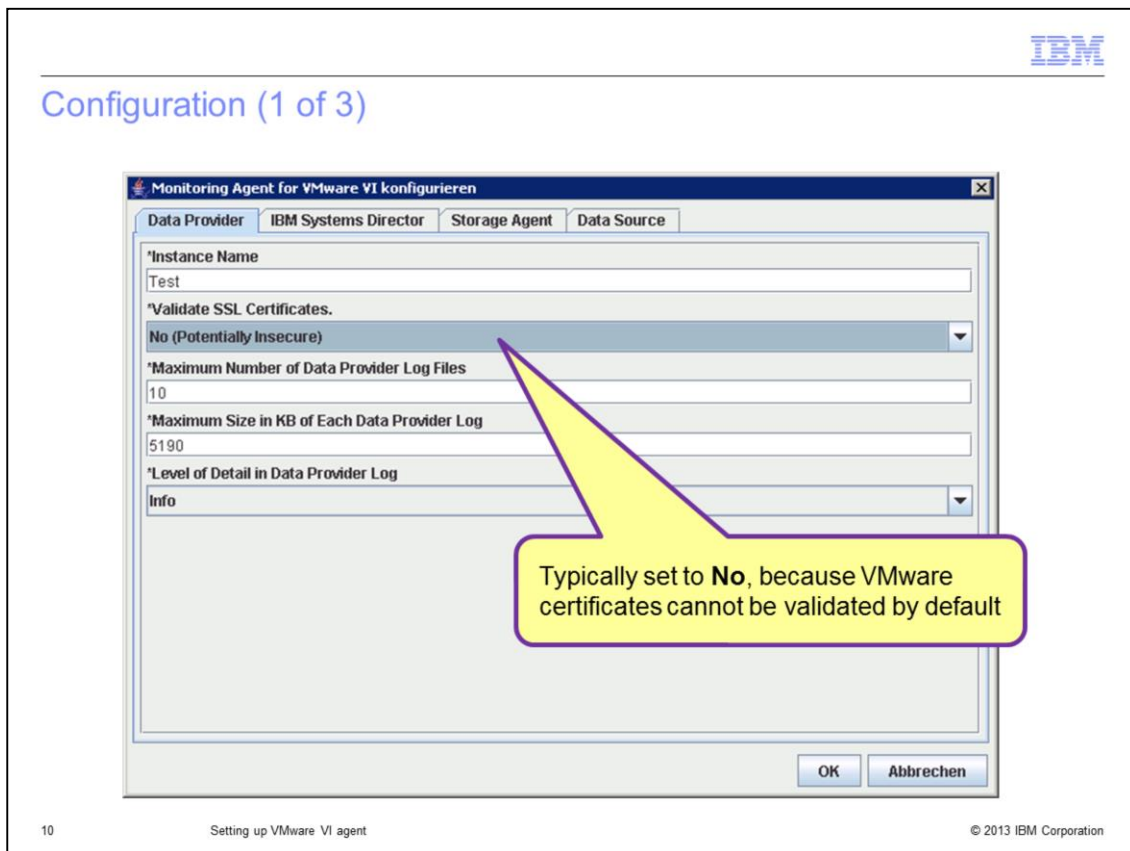 IBM
Configuration (1 of 3)
Monitoring Agent for VMware VI konfigurieren
Data Provider
IBM Systems Director
Storage Agent
Data Source
*Instance Name
Test
*Validate SSL Certificates.
No (Potentially Insecure)
*Maximum Number of Data Provider Log Files
10
*Maximum Size in KB of Each Data Provider Log
5190
*Level of Detail in Data Provider Log
Info
Typically set to No, because VMware
certificates cannot be validated by default
OK
Abbrechen
10
Setting up VMware VI agent
© 2013 IBM Corporation